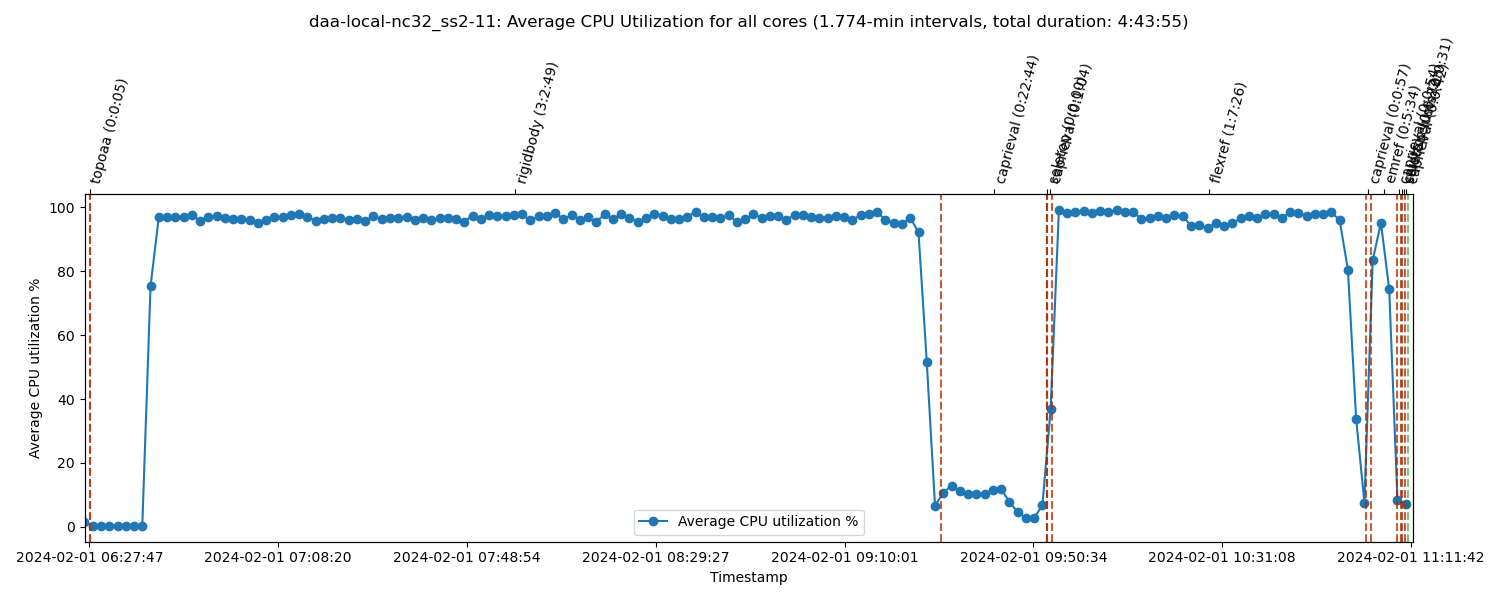 daa-local-nc32_ss2-11: Average CPU Utilization for all cores (1.774-min intervals, total duration: 4:43:55)
topoaa (0:0:05)
rigidbody (3:2:49)
caprieval (0:22:44)
caprieval (0:1:04)
flexref (1:7:26)
caprieval (0:0:57)
emref (0:5:34)
Average CPU utilization %
100
80
60
40
20
0
Average CPU utilization %
2024-02-01 06:27:47
2024-02-01 07:08:20
2024-02-01 07:48:54
2024-02-01 08:29:27
2024-02-01 09:10:01
2024-02-01 09:50:34
2024-02-01 10:31:08
2024-02-01 11:11:42
Timestamp